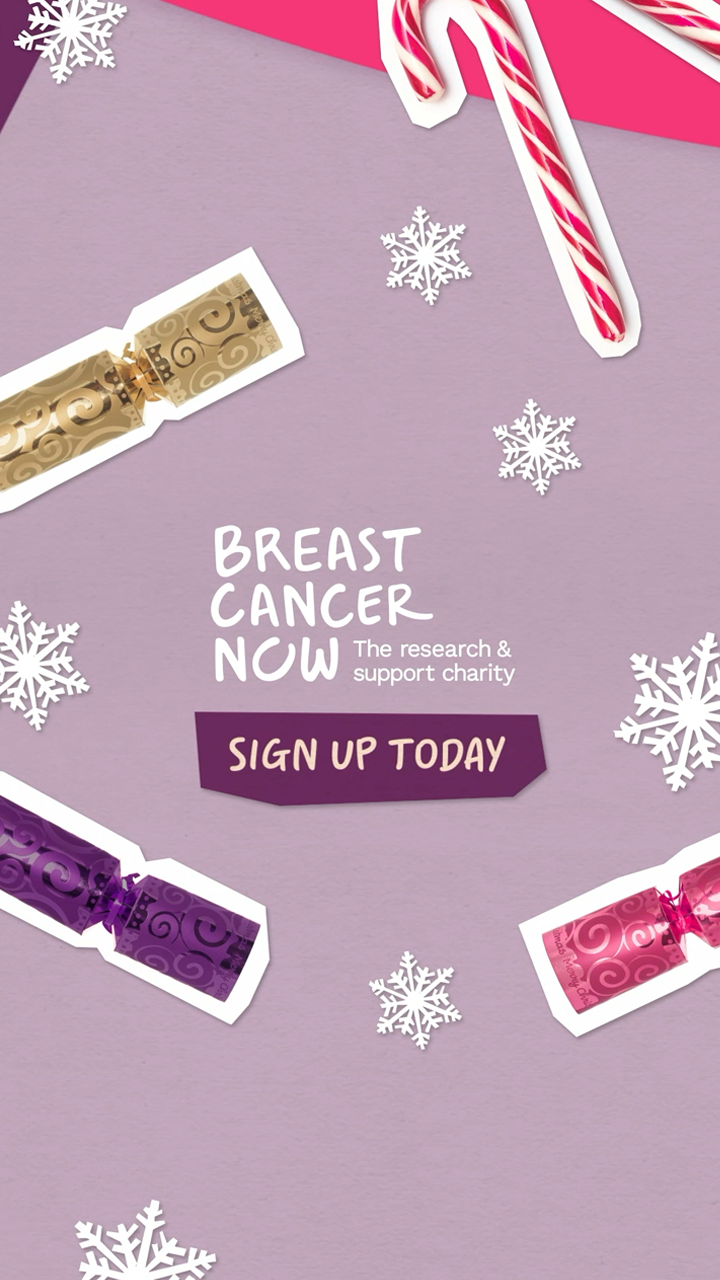 BREAST
CANCER
NOW The research &
support charity
SIGN UP TODAY